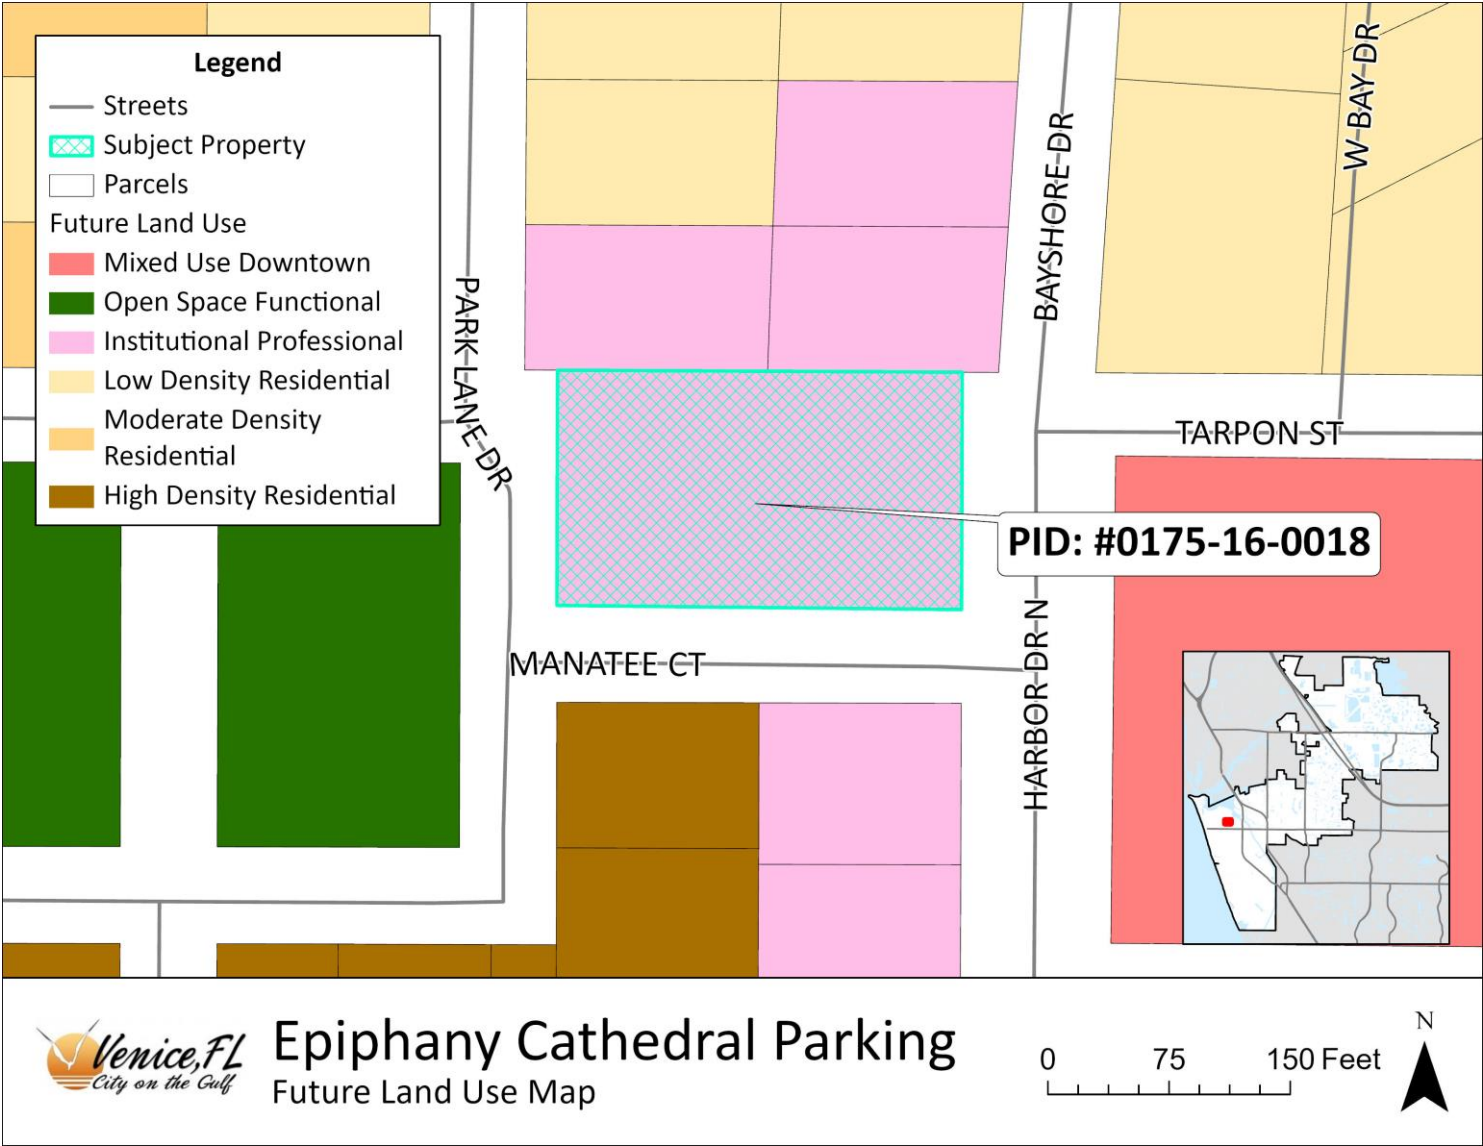 Legend
Streets
Subject Property
Parcels
Future Land Use
Mixed Use Downtown
Open Space Functional
Institutional Professional
Low Density Residential
Moderate Density
Residential
High Density Residential
PARK LANE DR
BAYSHORE DR
W BAY DR
TARPON ST
PID: #0175-16-0018
MANATEE CT
HARBOR DR N
Venice, FL
City on the Gulf
Epiphany Cathedral Parking
Future Land Use Map
0 75 150 Feet
N